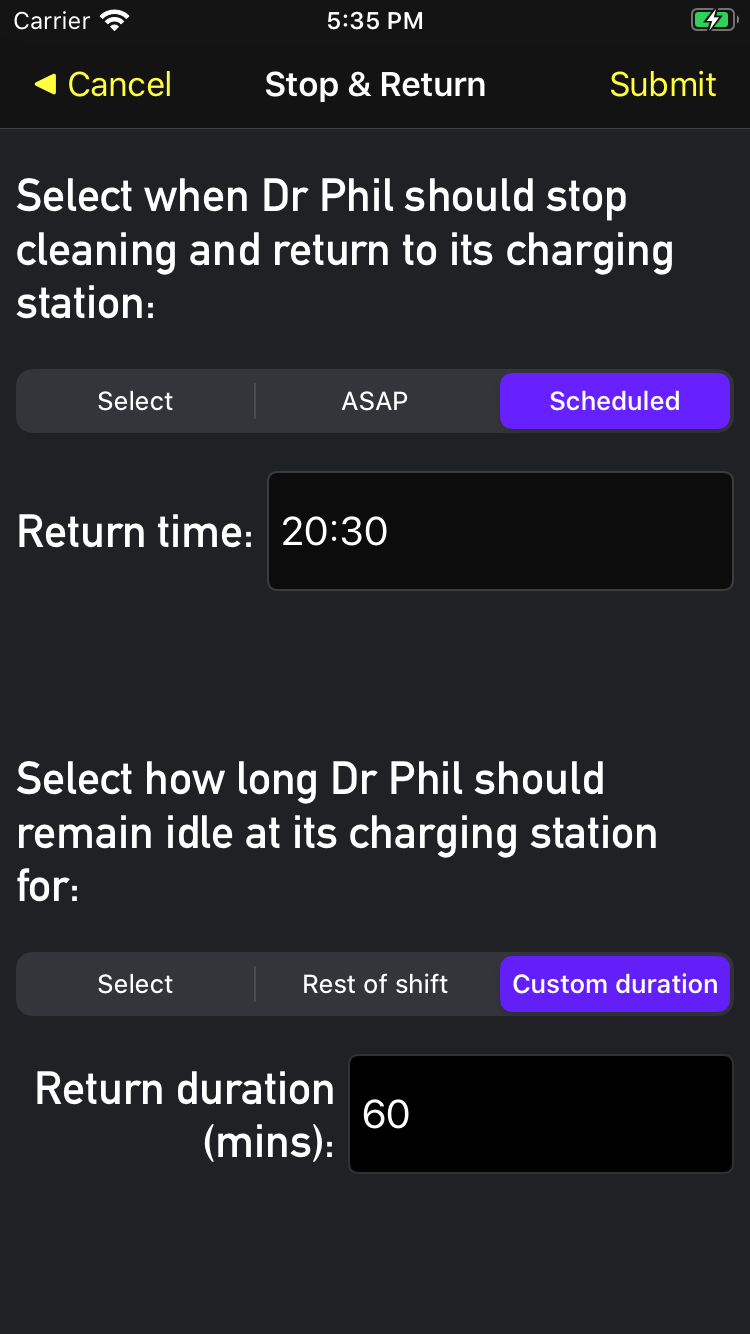 Carrier 5:35 PM
Cancel Stop & Return Submit
Select when Dr Phil should stop
cleaning and return to its charging
station:
Select ASAP Scheduled
Return time: 20:30
Select how long Dr Phil should
remain idle at its charging station
for:
Select Rest of shift Custom duration
Return duration
(mins):
60